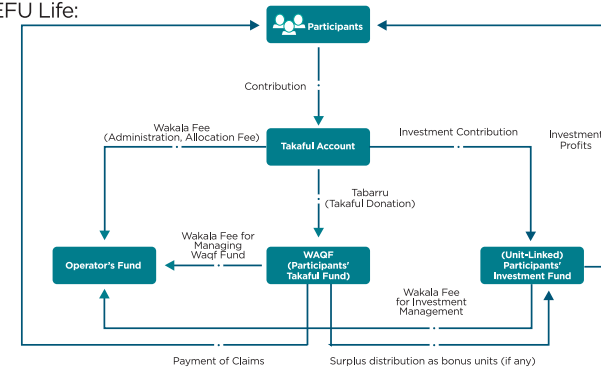 EFU Life:
Participants
Contribution
Wakala Fee
(Administration, Allocation Fee)
Investment Contribution
Investment
Profits
Takaful Account
Tabarru
(Takaful Donation)
Wakala Fee for
Managing
Waqf Fund
Operator's Fund
WAQF
(Participants'
Takaful Fund)
(Unit-Linked)
Participants'
Investment Fund
Wakala Fee
for Investment
Management
Payment of Claims
Surplus distribution as bonus units (if any)